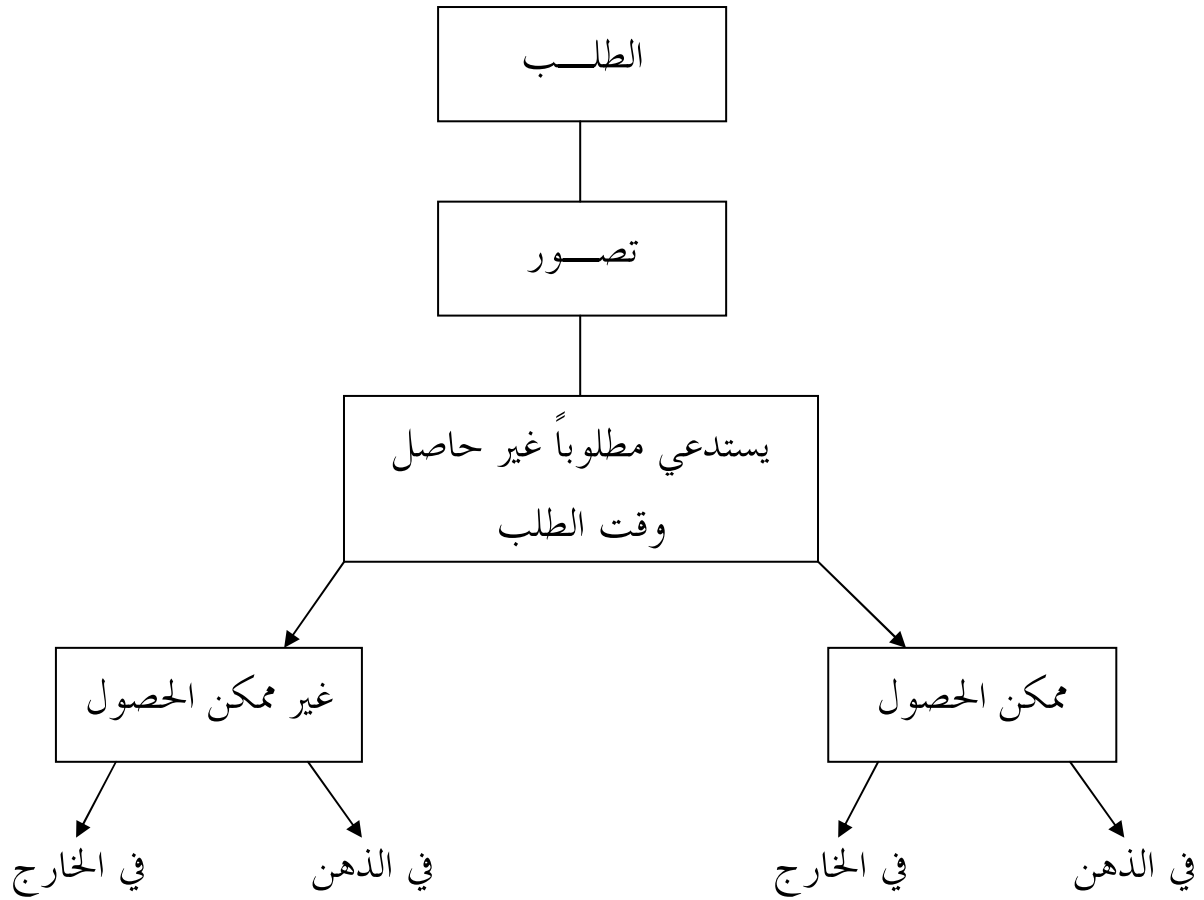 الطلـــب
تصـــور
يستدعي مطلوباً غير حاصل
وقت الطلب
ممكن الحصول
غير ممكن الحصول
في الذهن
في الخارج
في الذهن
في الخارج